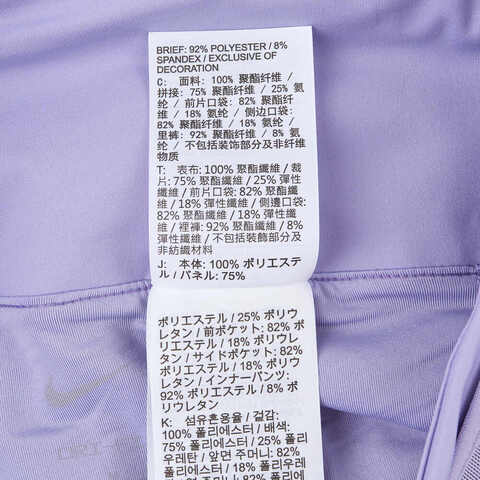 BRIEF: 92% POLYESTER / 8%
SPANDEX / EXCLUSIVE OF
DECORATION
C: 面料: 100% 聚酯纤维 /
拼接: 75% 聚酯纤维 / 25% 氨
纶 / 前片口袋: 82% 聚酯纤
维 / 18% 氨纶 / 侧边口袋:
82% 聚酯纤维 / 18% 氨纶 /
里裤: 92% 聚酯纤维 / 8% 氨
纶 / 不包括装饰部分及非纤维
物质
T: 表布: 100% 聚酯纖維 / 裁
片: 75% 聚酯纖維 / 25% 彈性
纖維 / 前片口袋: 82% 聚酯纖
維 / 18% 彈性纖維 / 側邊口袋:
82% 聚酯纖維 / 18% 彈性纖維
/ 裡褲: 92% 聚酯纖維 / 8%
彈性纖維 / 不包含裝飾部分及
非紡織材料
J: 本体: 100% ポリエステ
ル / パネル: 75%
ポリエステル / 25% ポリウ
レタン / 前ポケット: 82% ポ
リエステル / 18% ポリウレ
タン / サイドポケット: 82%
ポリエステル / 18% ポリウ
レタン / インナーパンツ:
92% ポリエステル / 8% ポ
リウレタン
K: 섬유혼용율 / 겉감:
100% 폴리에스터 / 배색:
75% 폴리에스터 / 25% 폴리
우레탄 / 앞면 주머니: 82%
폴리에스터 / 18% 폴리우레